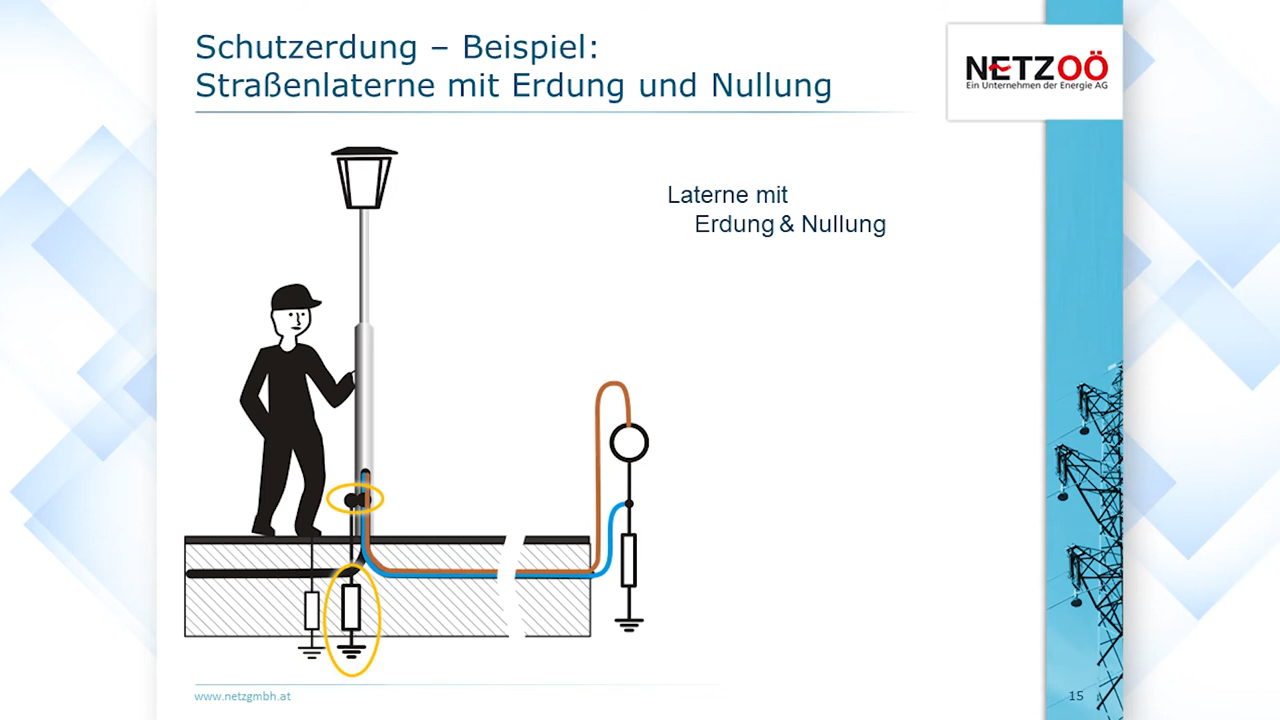 Schutzerdung – Beispiel:
Straßenlaterne mit Erdung und Nullung
NETZOÖ
Ein Unternehmen der Energie AG
Laterne mit
Erdung & Nullung
www.netzgmbh.at
15